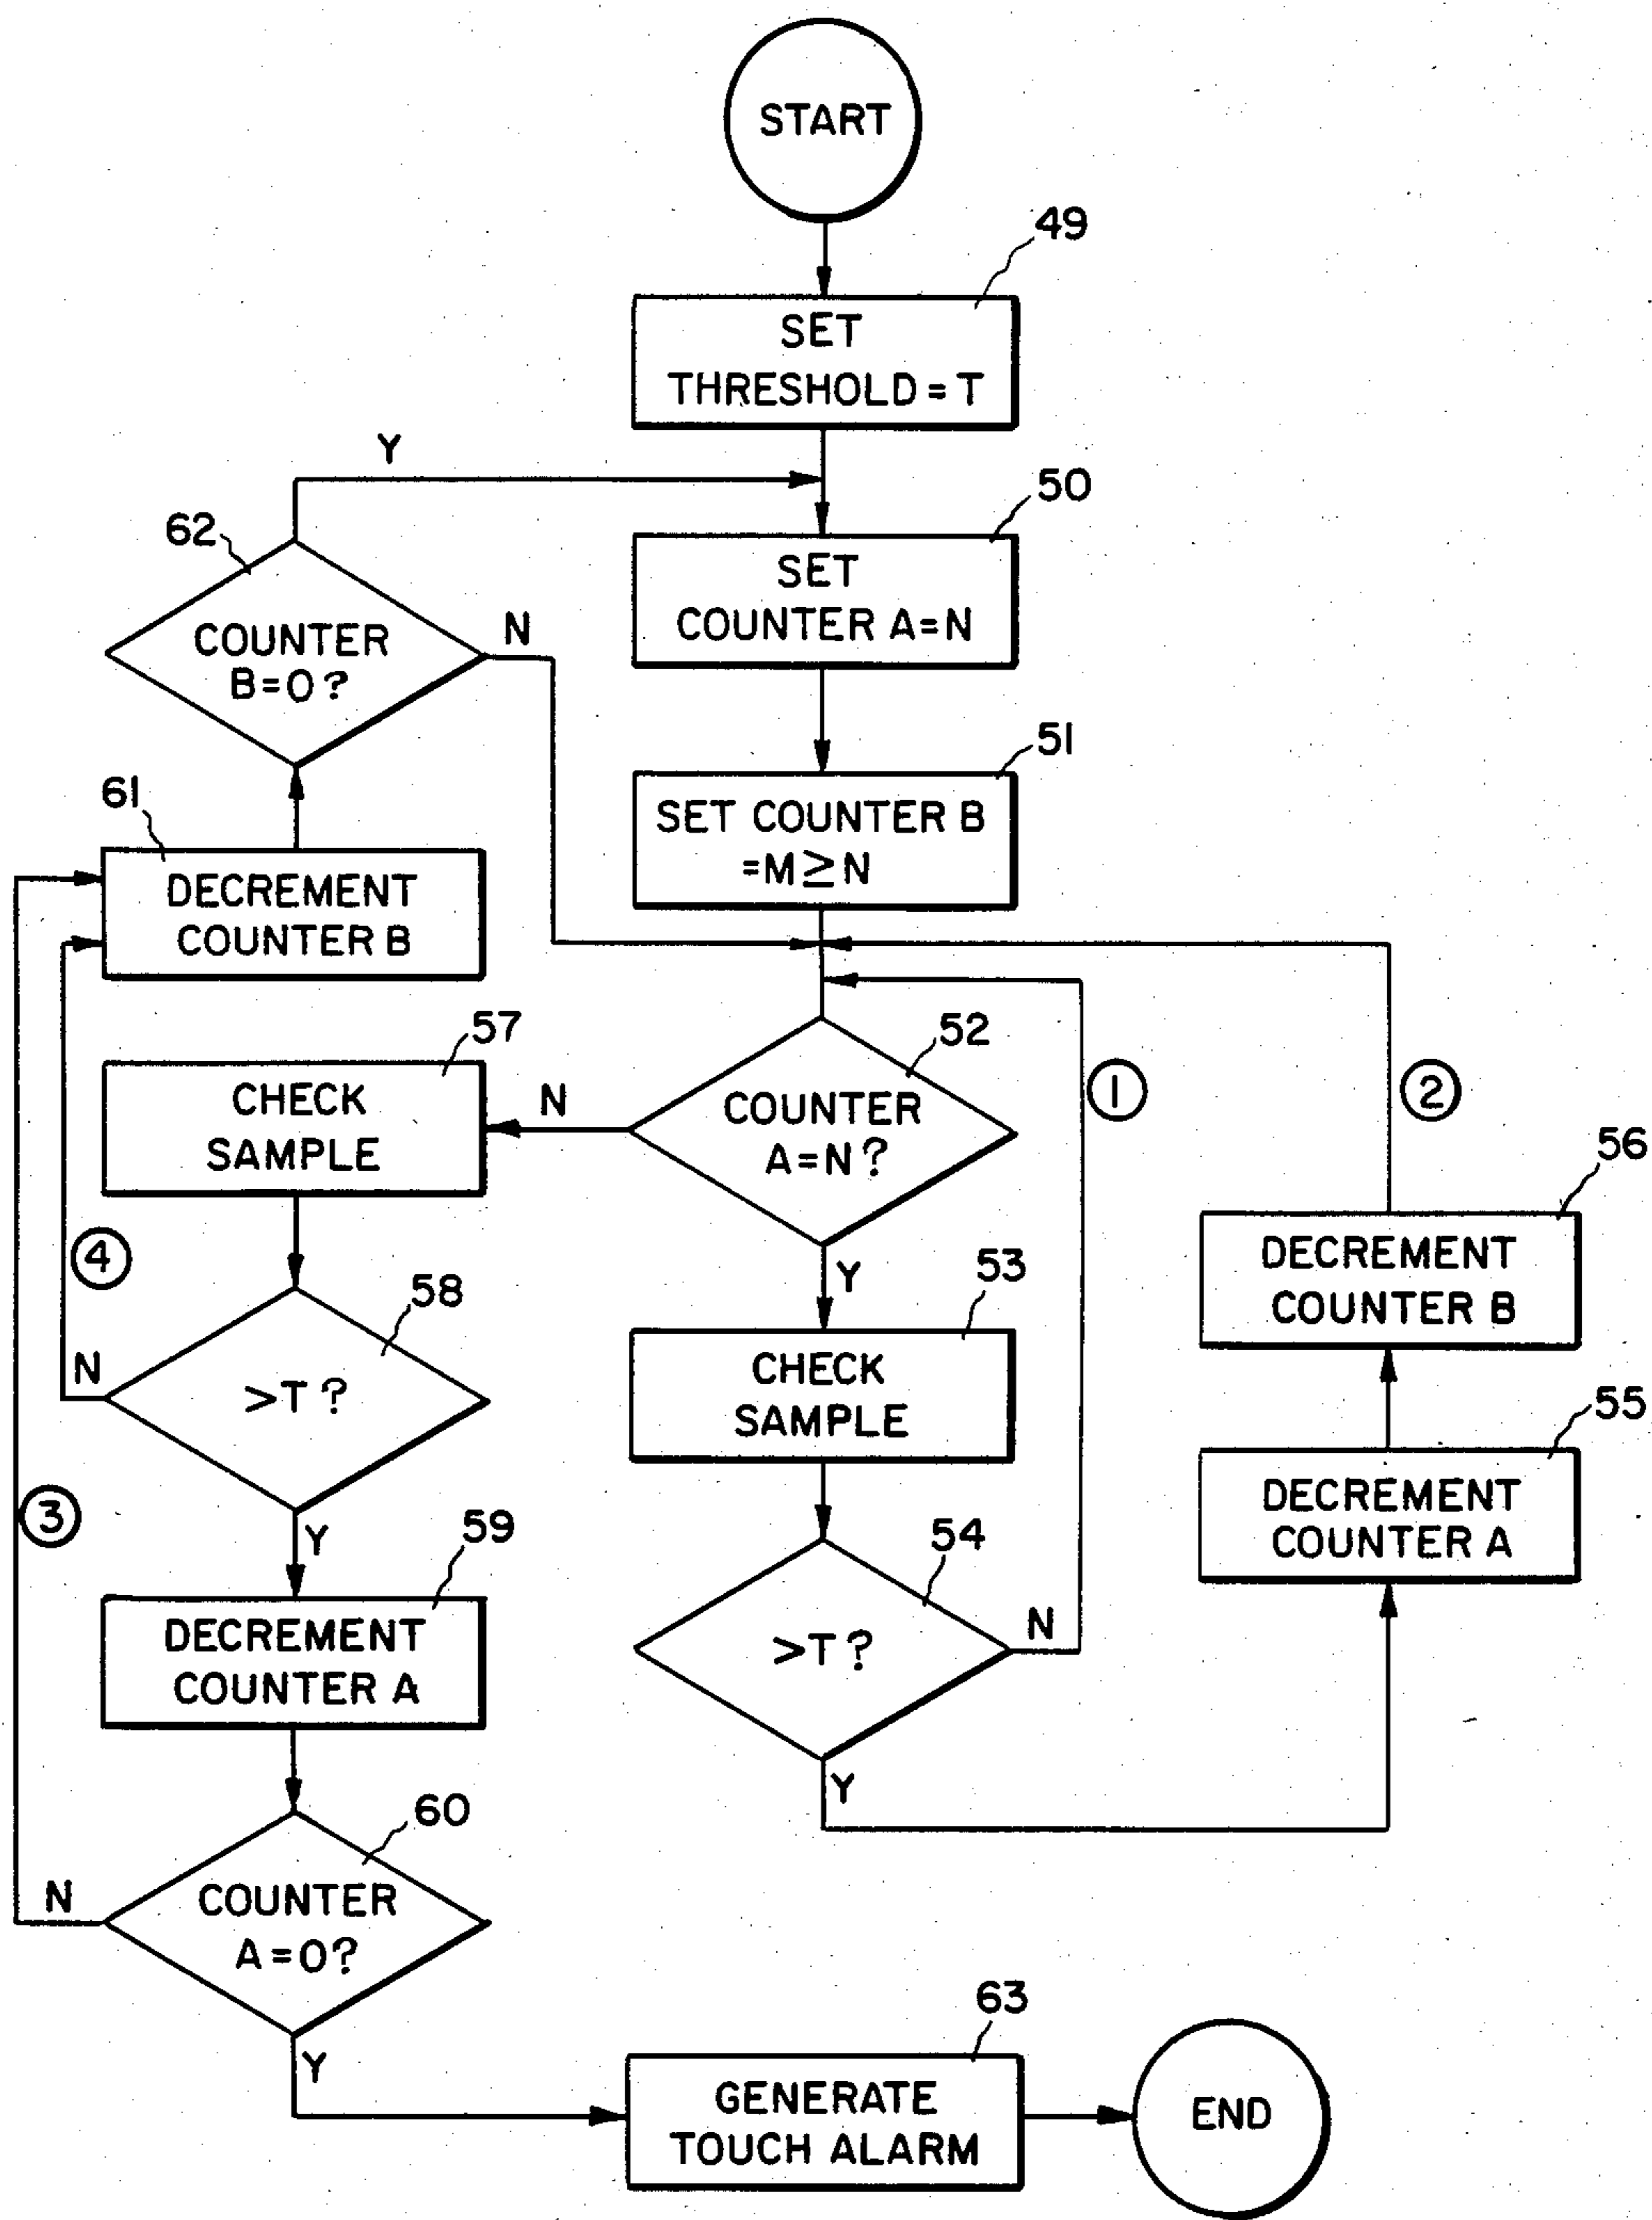 START
49
SET
THRESHOLD = T
Y
50
62
SET
COUNTER A=N
COUNTER
B=0?
N
51
SET COUNTER B
=M≥N
61
DECREMENT
COUNTER B
57
CHECK
SAMPLE
N
52
COUNTER
A=N?
1
2
56
DECREMENT
COUNTER B
4
58
>T?
N
Y
Y
53
CHECK
SAMPLE
55
DECREMENT
COUNTER A
3
59
DECREMENT
COUNTER A
54
>T?
N
Y
60
COUNTER
A=0?
N
Y
63
GENERATE
TOUCH ALARM
END